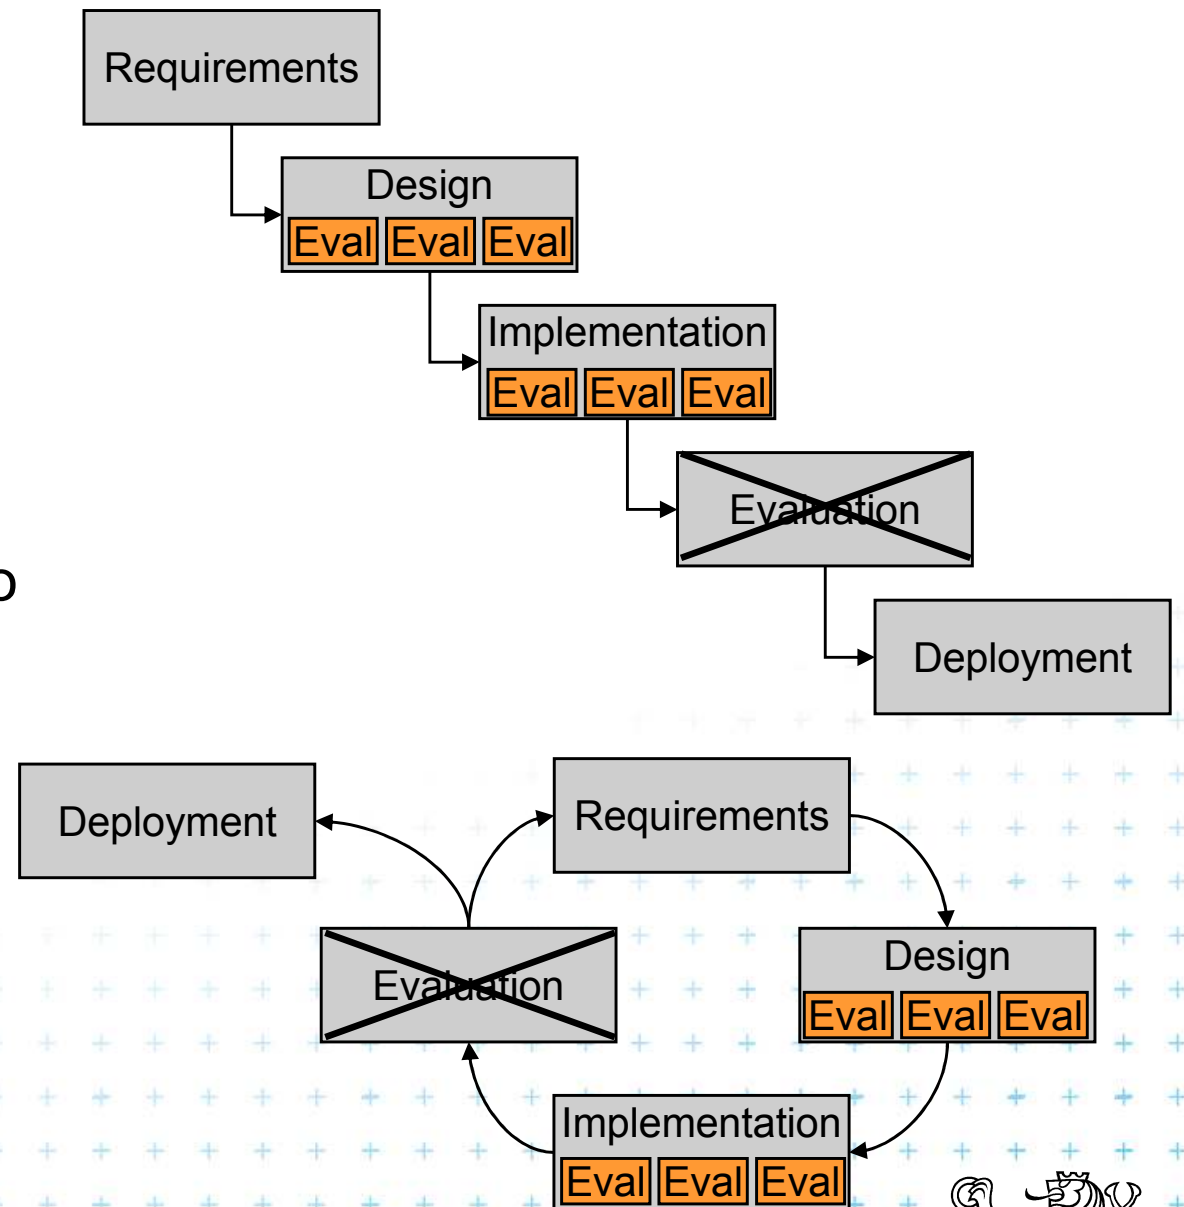 Requirements
Design
Eval Eval Eval
Implementation
Eval Eval Eval
Evaluation
Deployment
Deployment
Requirements
Evaluation
Design
Eval Eval Eval
Implementation
Eval Eval Eval